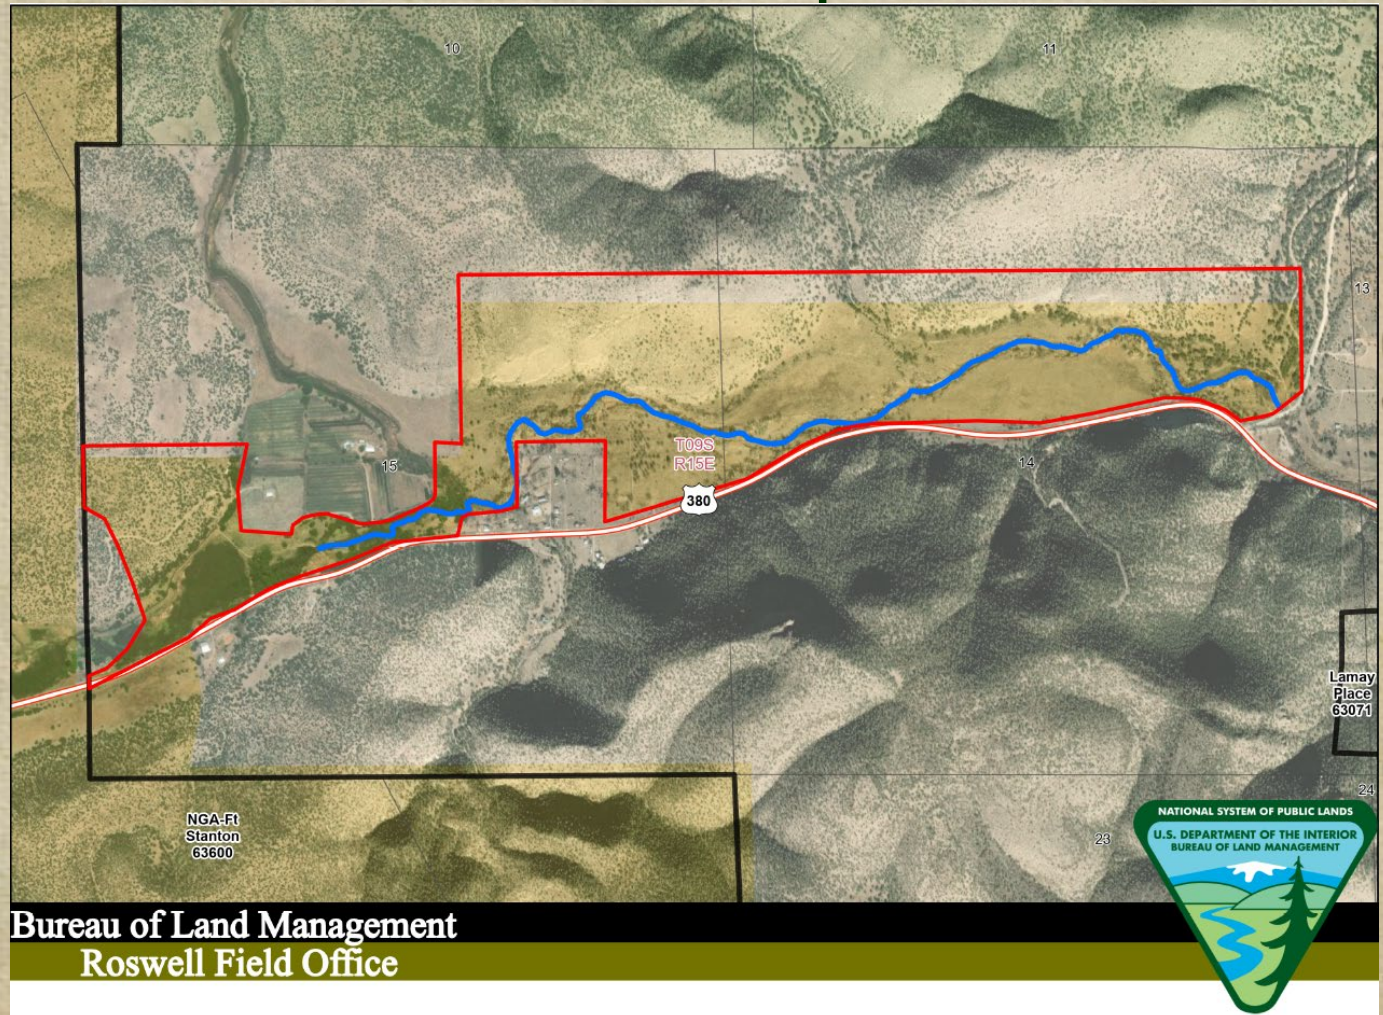 10
11
13
15
T09S
R15E
14
380
Lamay
Place
63071
24
NGA-Ft
Stanton
63600
23
NATIONAL SYSTEM OF PUBLIC LANDS
U.S. DEPARTMENT OF THE INTERIOR
BUREAU OF LAND MANAGEMENT
Bureau of Land Management
Roswell Field Office